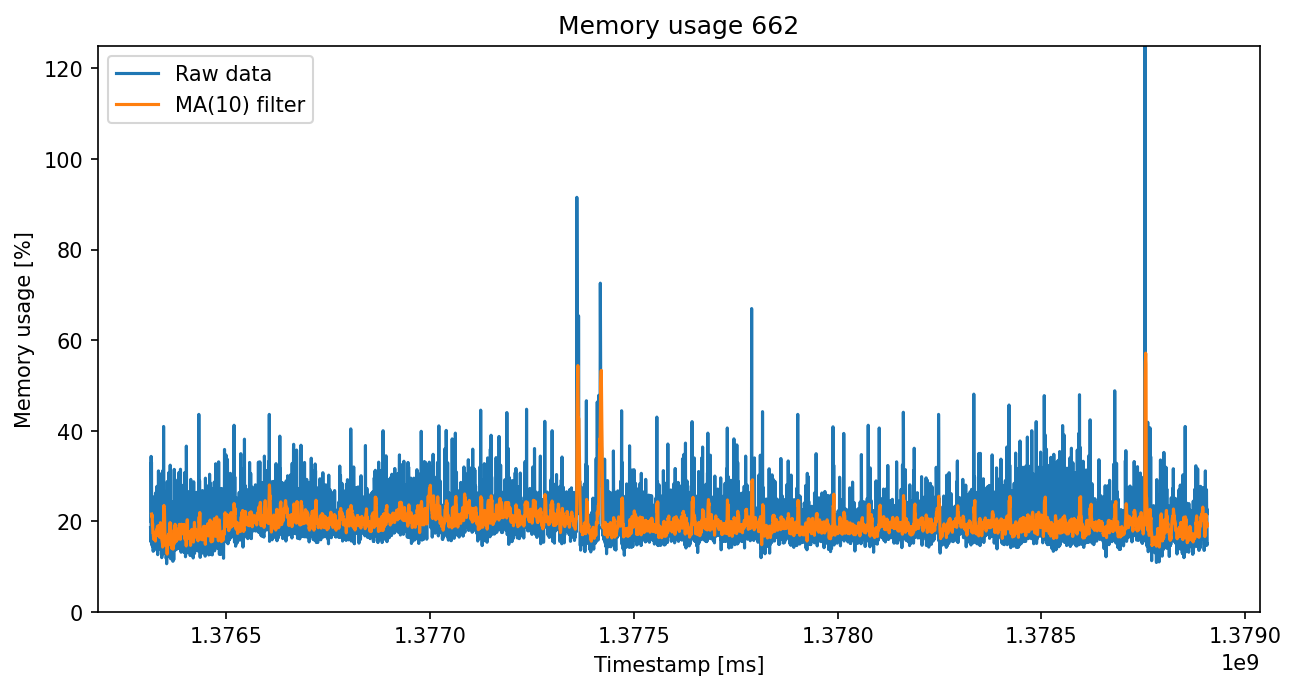 Memory usage 662
Raw data
MA(10) filter
Memory usage [%]
120
100
80
60
40
20
0
1.3765 1.3770 1.3775 1.3780 1.3785 1.3790
1e9
Timestamp [ms]